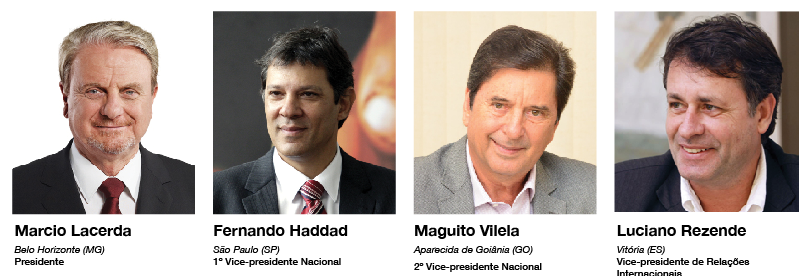 Marcio Lacerda
Belo Horizonte (MG)
Presidente
Fernando Haddad
São Paulo (SP)
1º Vice-presidente Nacional
Maguito Vilela
Aparecida de Goiânia (GO)
2º Vice-presidente Nacional
Luciano Rezende
Vitória (ES)
Vice-presidente de Relações
Internacionais